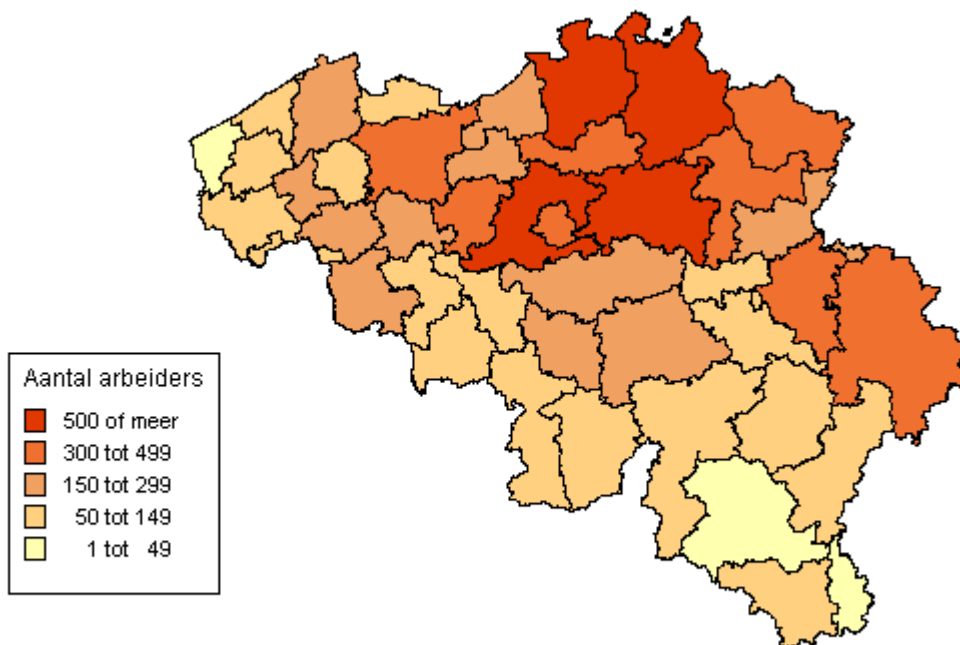 Aantal arbeiders
500 of meer
300 tot 499
150 tot 299
50 tot 149
1 tot 49